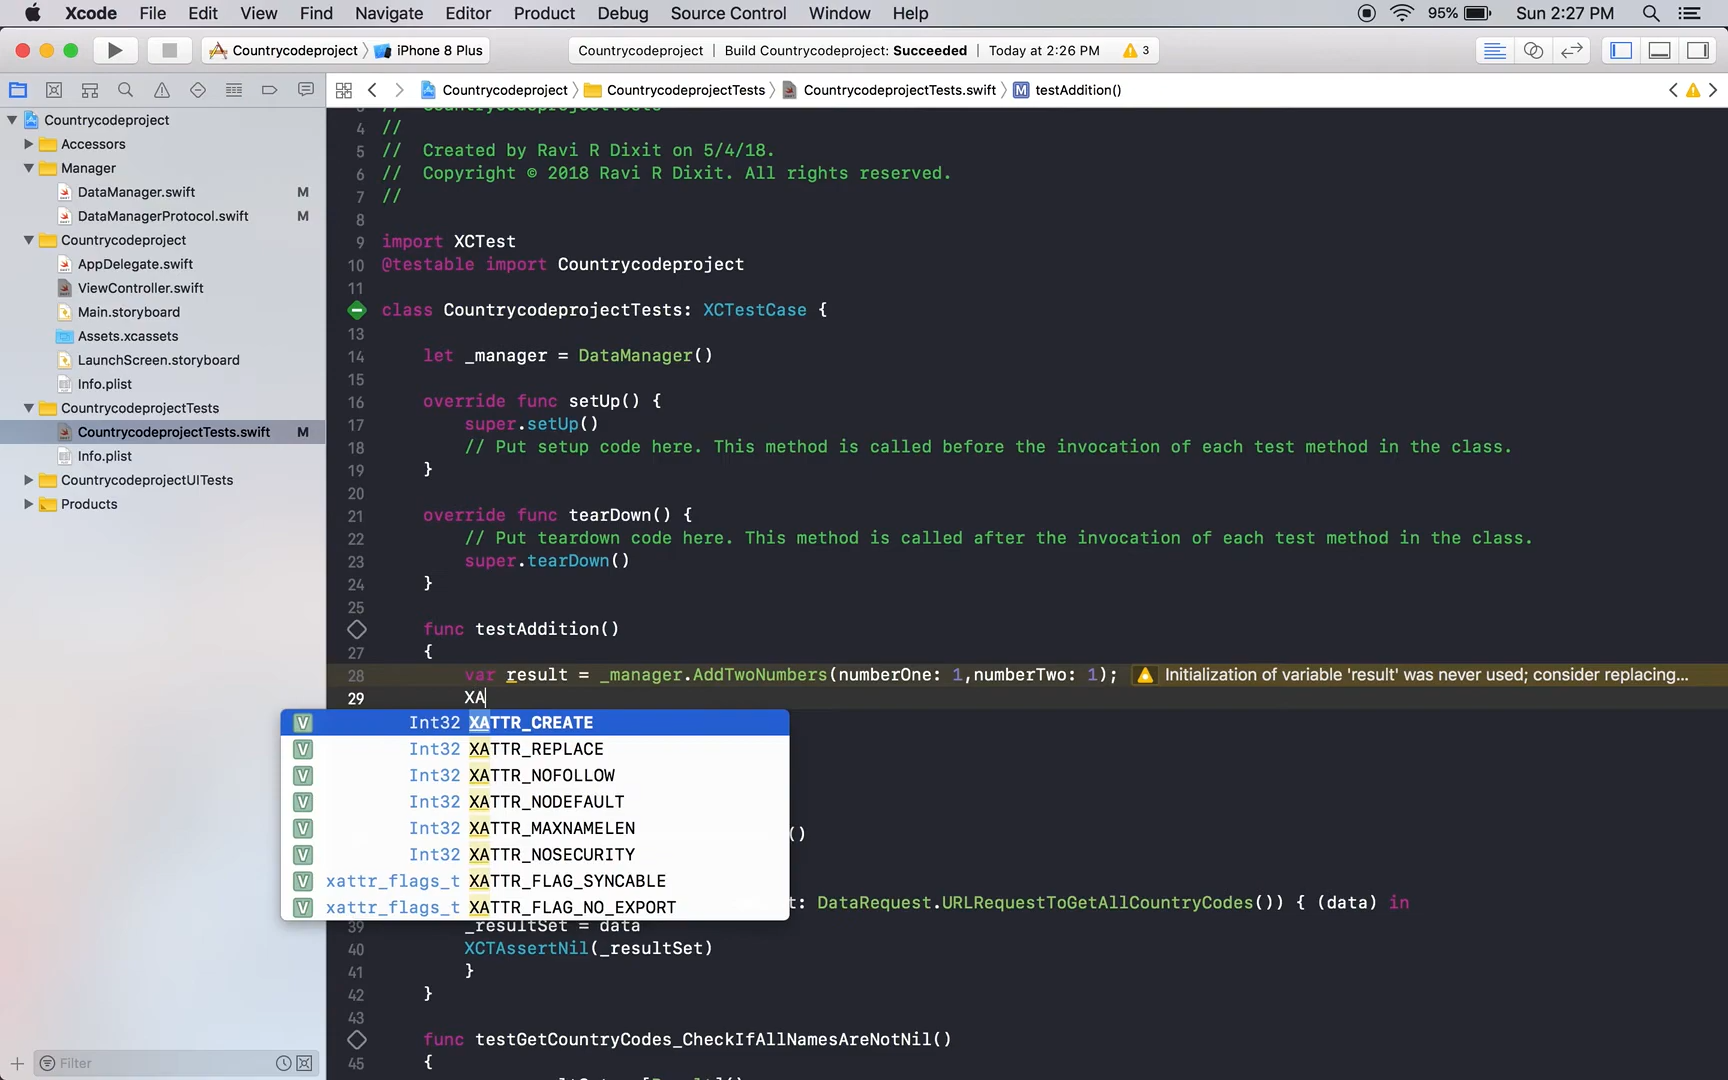 Xcode File Edit View Find Navigate Editor Product Debug Source Control Window Help 95% Sun 2:27 PM
Countrycodeproject iPhone 8 Plus Countrycodeproject | Build Countrycodeproject: Succeeded | Today at 2:26 PM 3
Countrycodeproject CountrycodeprojectTests CountrycodeprojectTests.swift M testAddition()
Countrycodeproject
Accessors
Manager
DataManager.swift M
DataManagerProtocol.swift M
Countrycodeproject
AppDelegate.swift
ViewController.swift
Main.storyboard
Assets.xcassets
LaunchScreen.storyboard
Info.plist
CountrycodeprojectTests
CountrycodeprojectTests.swift M
Info.plist
CountrycodeprojectUITests
Products
Filter
3 // CountrycodeprojectTests
4 //
5 // Created by Ravi R Dixit on 5/4/18.
6 // Copyright © 2018 Ravi R Dixit. All rights reserved.
7 //
8
9 import XCTest
10 @testable import Countrycodeproject
11
class CountrycodeprojectTests: XCTestCase {
13
14 let _manager = DataManager()
15
16 override func setUp() {
17 super.setUp()
18 // Put setup code here. This method is called before the invocation of each test method in the class.
19 }
20
21 override func tearDown() {
22 // Put teardown code here. This method is called after the invocation of each test method in the class.
23 super.tearDown()
24 }
25
func testAddition()
27 {
28 var result = _manager.AddTwoNumbers(numberOne: 1,numberTwo: 1); Initialization of variable 'result' was never used; consider replacing...
29 XA
V Int32 XATTR_CREATE
V Int32 XATTR_REPLACE
V Int32 XATTR_NOFOLLOW
V Int32 XATTR_NODEFAULT
V Int32 XATTR_MAXNAMELEN
V Int32 XATTR_NOSECURITY
V xattr_flags_t XATTR_FLAG_SYNCABLE
V xattr_flags_t XATTR_FLAG_NO_EXPORT
()
t: DataRequest.URLRequestToGetAllCountryCodes()) { (data) in
39 _resultSet = data
40 XCTAssertNil(_resultSet)
41 }
42 }
43
func testGetCountryCodes_CheckIfAllNamesAreNotNil()
45 {